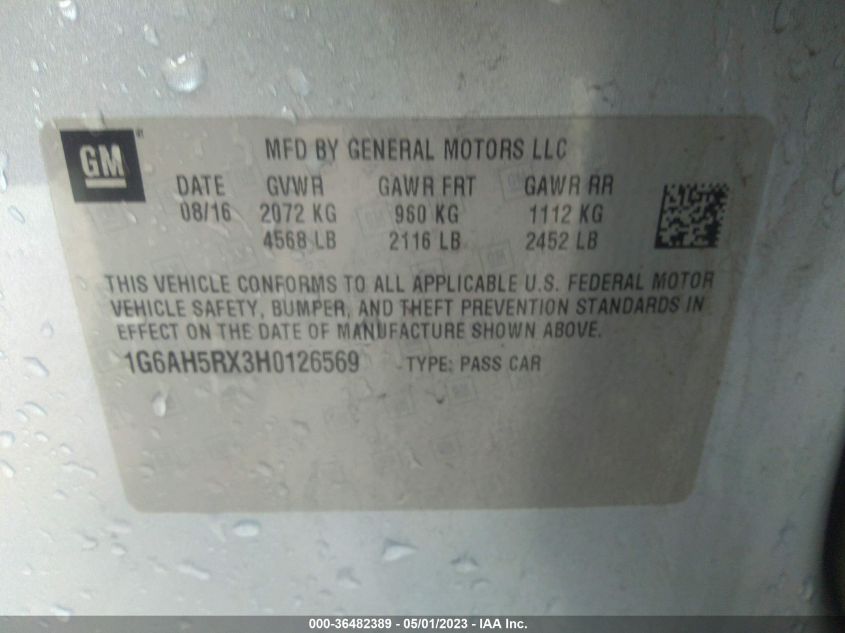 GM
MFD BY GENERAL MOTORS LLC
DATE GVWR GAWR FRT GAWR RR
08/16 2072 KG 960 KG 1112 KG
4568 LB 2116 LB 2452 LB
THIS VEHICLE CONFORMS TO ALL APPLICABLE U.S. FEDERAL MOTOR
VEHICLE SAFETY, BUMPER, AND THEFT PREVENTION STANDARDS IN
EFFECT ON THE DATE OF MANUFACTURE SHOWN ABOVE.
1G6AH5RX3H0126569 TYPE: PASS CAR
000-36482389 - 05/01/2023 - IAA Inc.